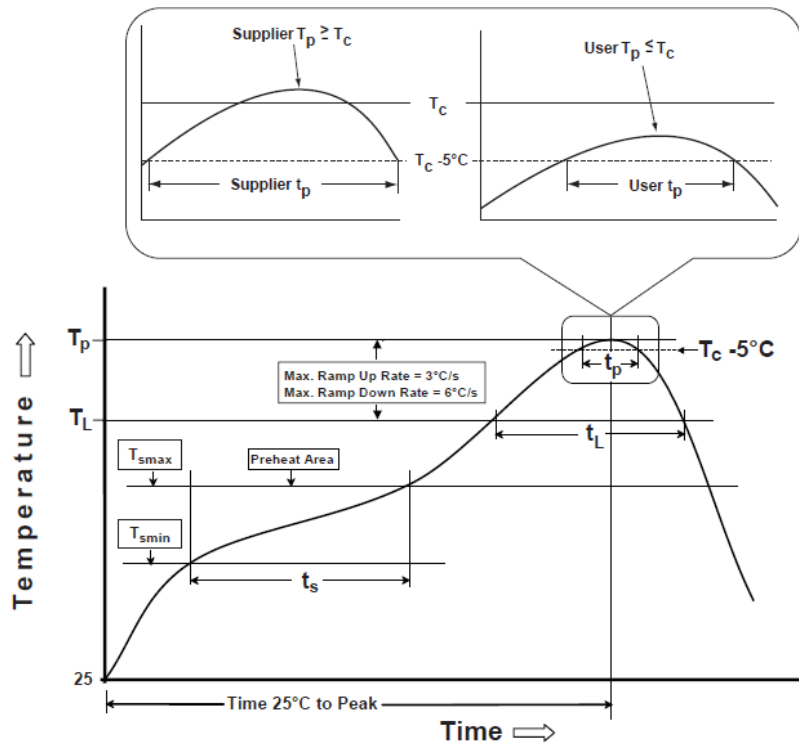 Supplier Tp ≥ Tc
User Tp ≤ Tc
Tc
Tc -5°C
Supplier tp
User tp
Tp
Tc -5°C
Max. Ramp Up Rate = 3°C/s
Max. Ramp Down Rate = 6°C/s
tp
TL
tL
Tsmax
Preheat Area
Tsmin
ts
Temperature
25
Time 25°C to Peak
Time